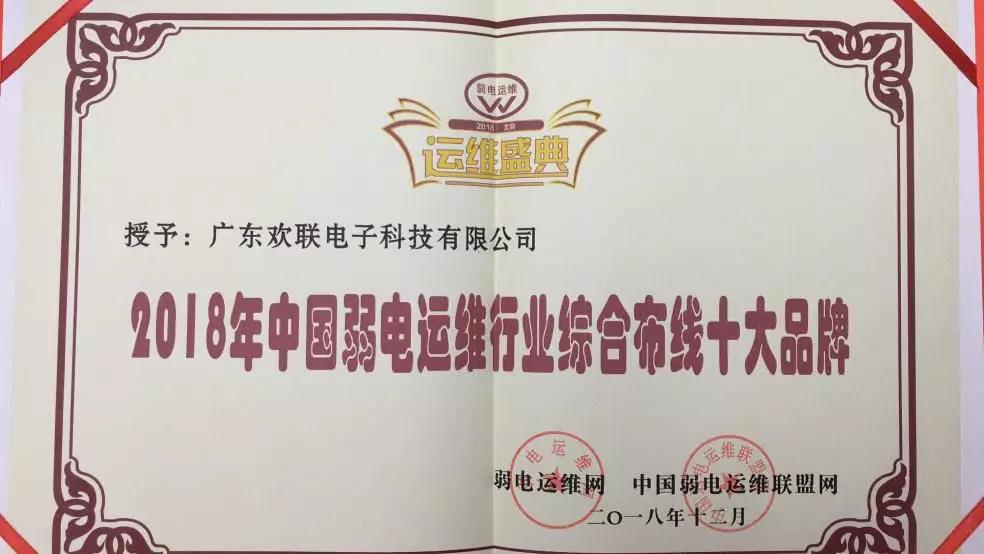 弱电运维
2018 北京
运维盛典
授予：广东欢联电子科技有限公司
2018年中国弱电运维行业综合布线十大品牌
弱电运维网 中国弱电运维联盟网
二〇一八年十二月